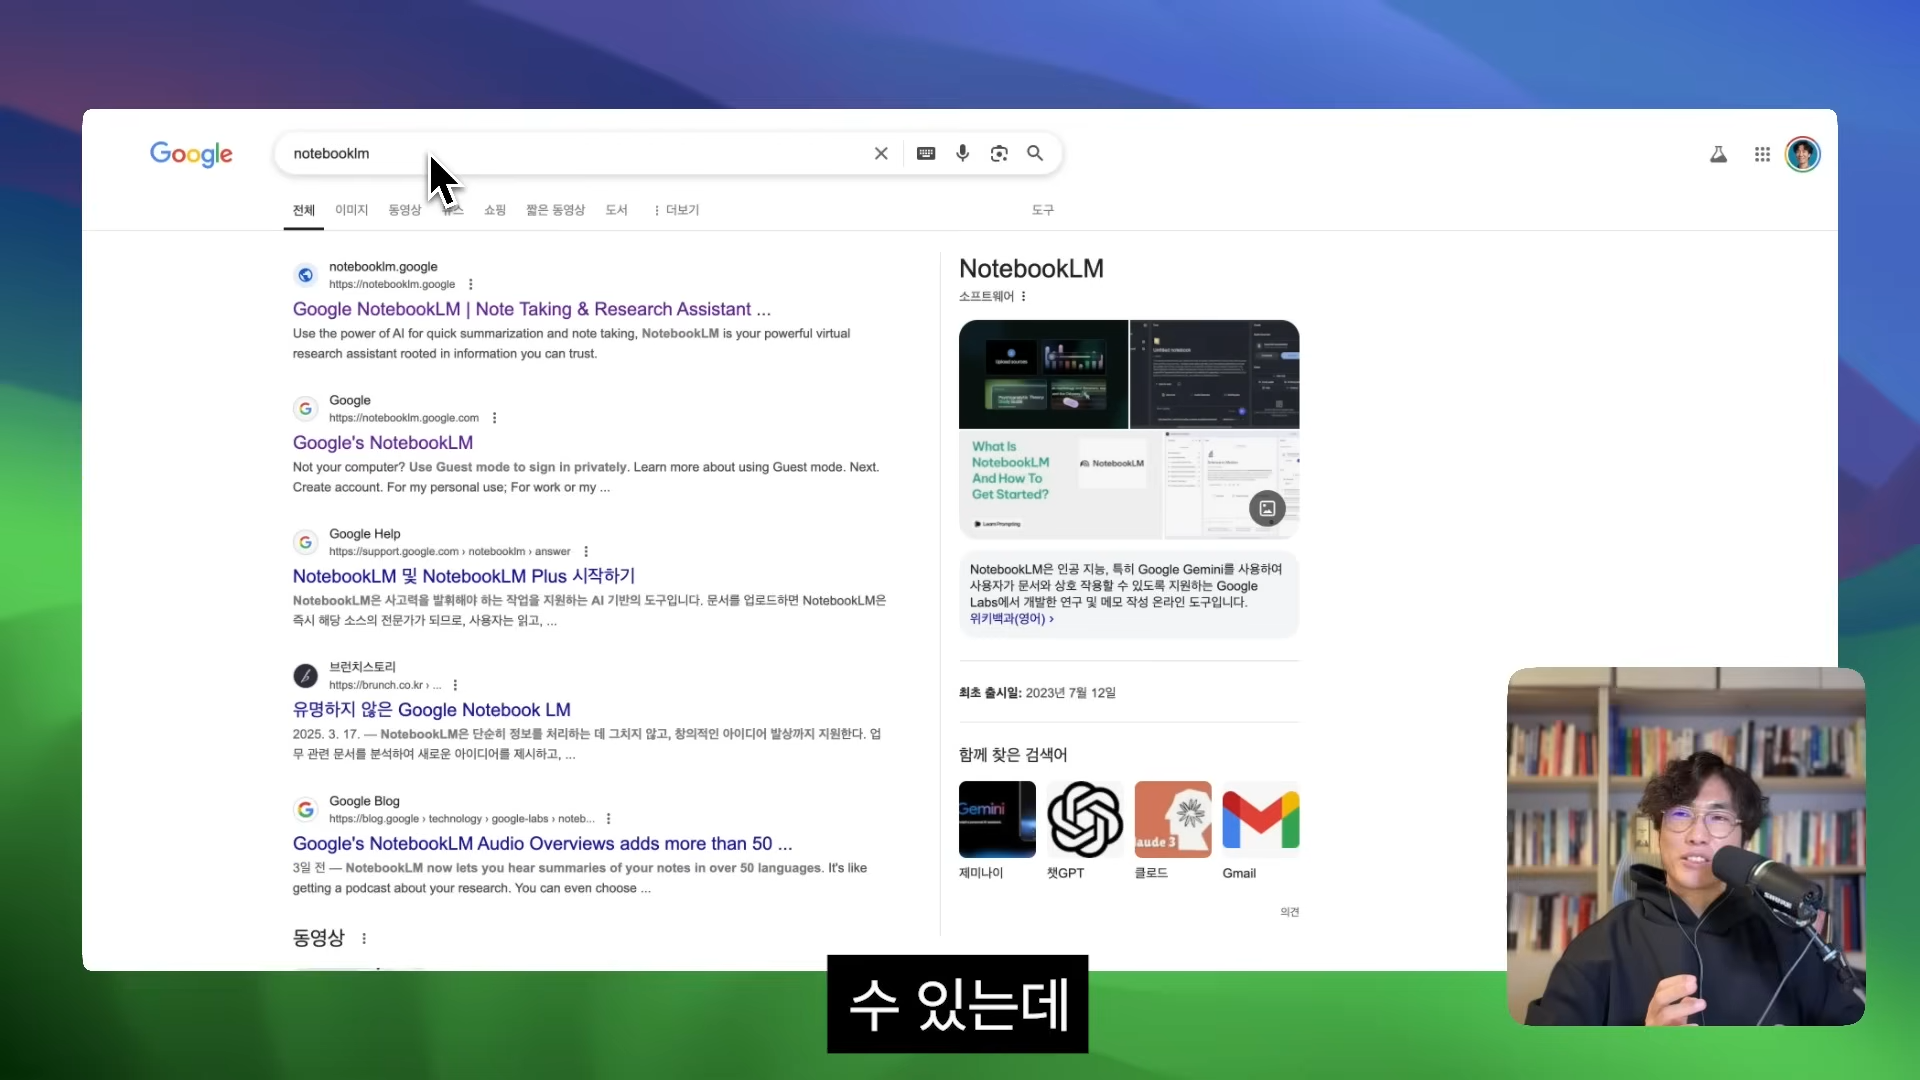 Google
notebooklm
전체 이미지 동영상 뉴스 쇼핑 짧은 동영상 도서 더보기 도구
notebooklm.google
https://notebooklm.google
Google NotebookLM | Note Taking & Research Assistant ...
Use the power of AI for quick summarization and note taking, NotebookLM is your powerful virtual
research assistant rooted in information you can trust.
Google
https://notebooklm.google.com
Google's NotebookLM
Not your computer? Use Guest mode to sign in privately. Learn more about using Guest mode. Next.
Create account. For my personal use; For work or my ...
Google Help
https://support.google.com › notebooklm › answer
NotebookLM 및 NotebookLM Plus 시작하기
NotebookLM은 사고력을 발휘해야 하는 작업을 지원하는 AI 기반의 도구입니다. 문서를 업로드하면 NotebookLM은
즉시 해당 소스의 전문가가 되므로, 사용자는 읽고, ...
브런치스토리
https://brunch.co.kr › ...
유명하지 않은 Google Notebook LM
2025. 3. 17. — NotebookLM은 단순히 정보를 처리하는 데 그치지 않고, 창의적인 아이디어 발상까지 지원한다. 업
무 관련 문서를 분석하여 새로운 아이디어를 제시하고, ...
Google Blog
https://blog.google › technology › google-labs › noteb...
Google's NotebookLM Audio Overviews adds more than 50 ...
3일 전 — NotebookLM now lets you hear summaries of your notes in over 50 languages. It's like
getting a podcast about your research. You can even choose ...
동영상
NotebookLM
소프트웨어
Upload sources
Untitled notebook
What Is
NotebookLM
And How To
Get Started?
NotebookLM
LearnPrompting
NotebookLM은 인공 지능, 특히 Google Gemini를 사용하여
사용자가 문서와 상호 작용할 수 있도록 지원하는 Google
Labs에서 개발한 연구 및 메모 작성 온라인 도구입니다.
위키백과(영어) ›
최초 출시일: 2023년 7월 12일
함께 찾은 검색어
Gemini
aude 3
제미나이 챗GPT 클로드 Gmail
의견
SHURE
수 있는데